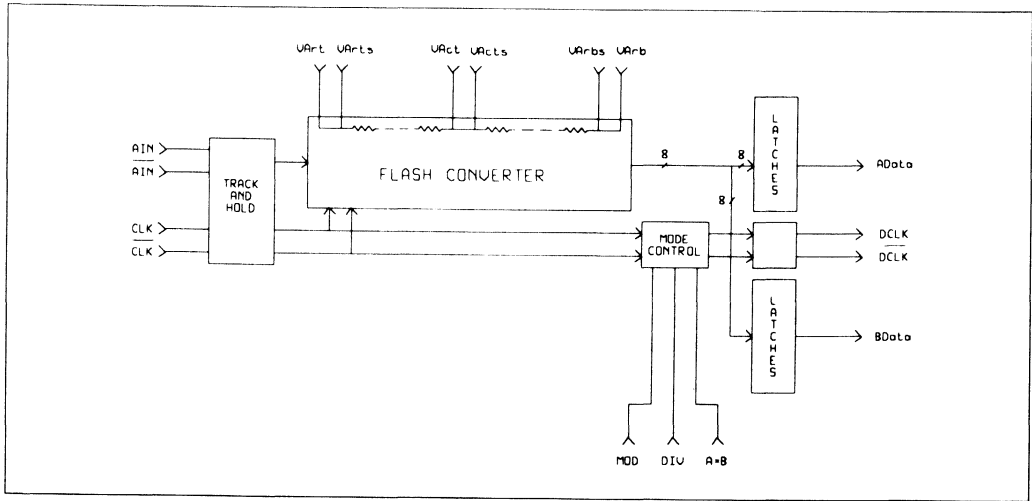 VArt VArts VAct VActs VArbs VArb
AIN
AIN
CLK
CLK
TRACK
AND
HOLD
FLASH CONVERTER
8
8
8
LATCHES
AData
MODE
CONTROL
DCLK
DCLK
LATCHES
BData
MOD DIV A=B